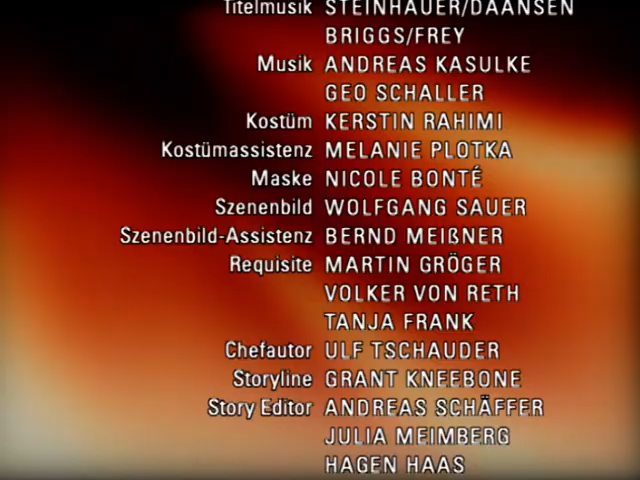 Titelmusik STEINHAUER/DAANSEN
BRIGGS/FREY
Musik ANDREAS KASULKE
GEO SCHALLER
Kostüm KERSTIN RAHIMI
Kostümassistenz MELANIE PLOTKA
Maske NICOLE BONTÉ
Szenenbild WOLFGANG SAUER
Szenenbild-Assistenz BERND MEIßNER
Requisite MARTIN GRÖGER
VOLKER VON RETH
TANJA FRANK
Chefautor ULF TSCHAUDER
Storyline GRANT KNEEBONE
Story Editor ANDREAS SCHÄFFER
JULIA MEIMBERG
HAGEN HAAS